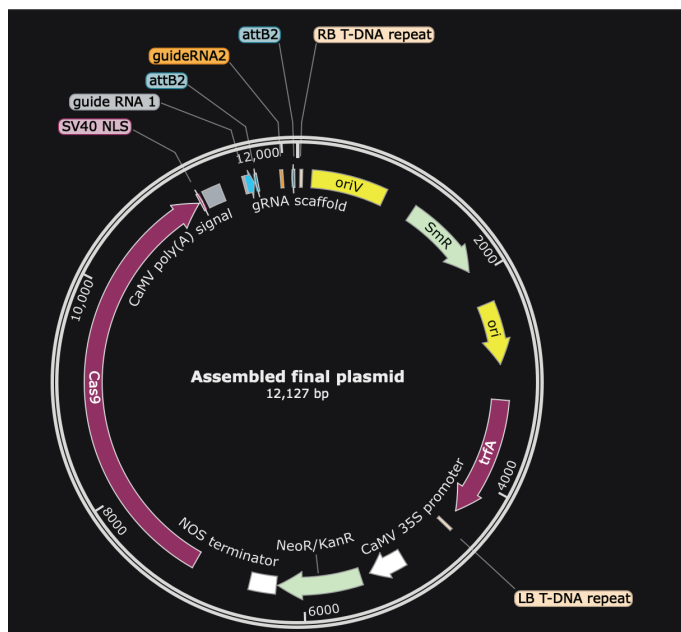 attB2
RB T-DNA repeat
guideRNA2
attB2
guide RNA 1
SV40 NLS
12,000
oriV
gRNA scaffold
CaMV poly(A) signal
SmR
2000
10,000
ori
Assembled final plasmid
12,127 bp
Cas9
trfA
4000
CaMV 35S promoter
8000
NOS terminator
NeoR/KanR
LB T-DNA repeat
6000